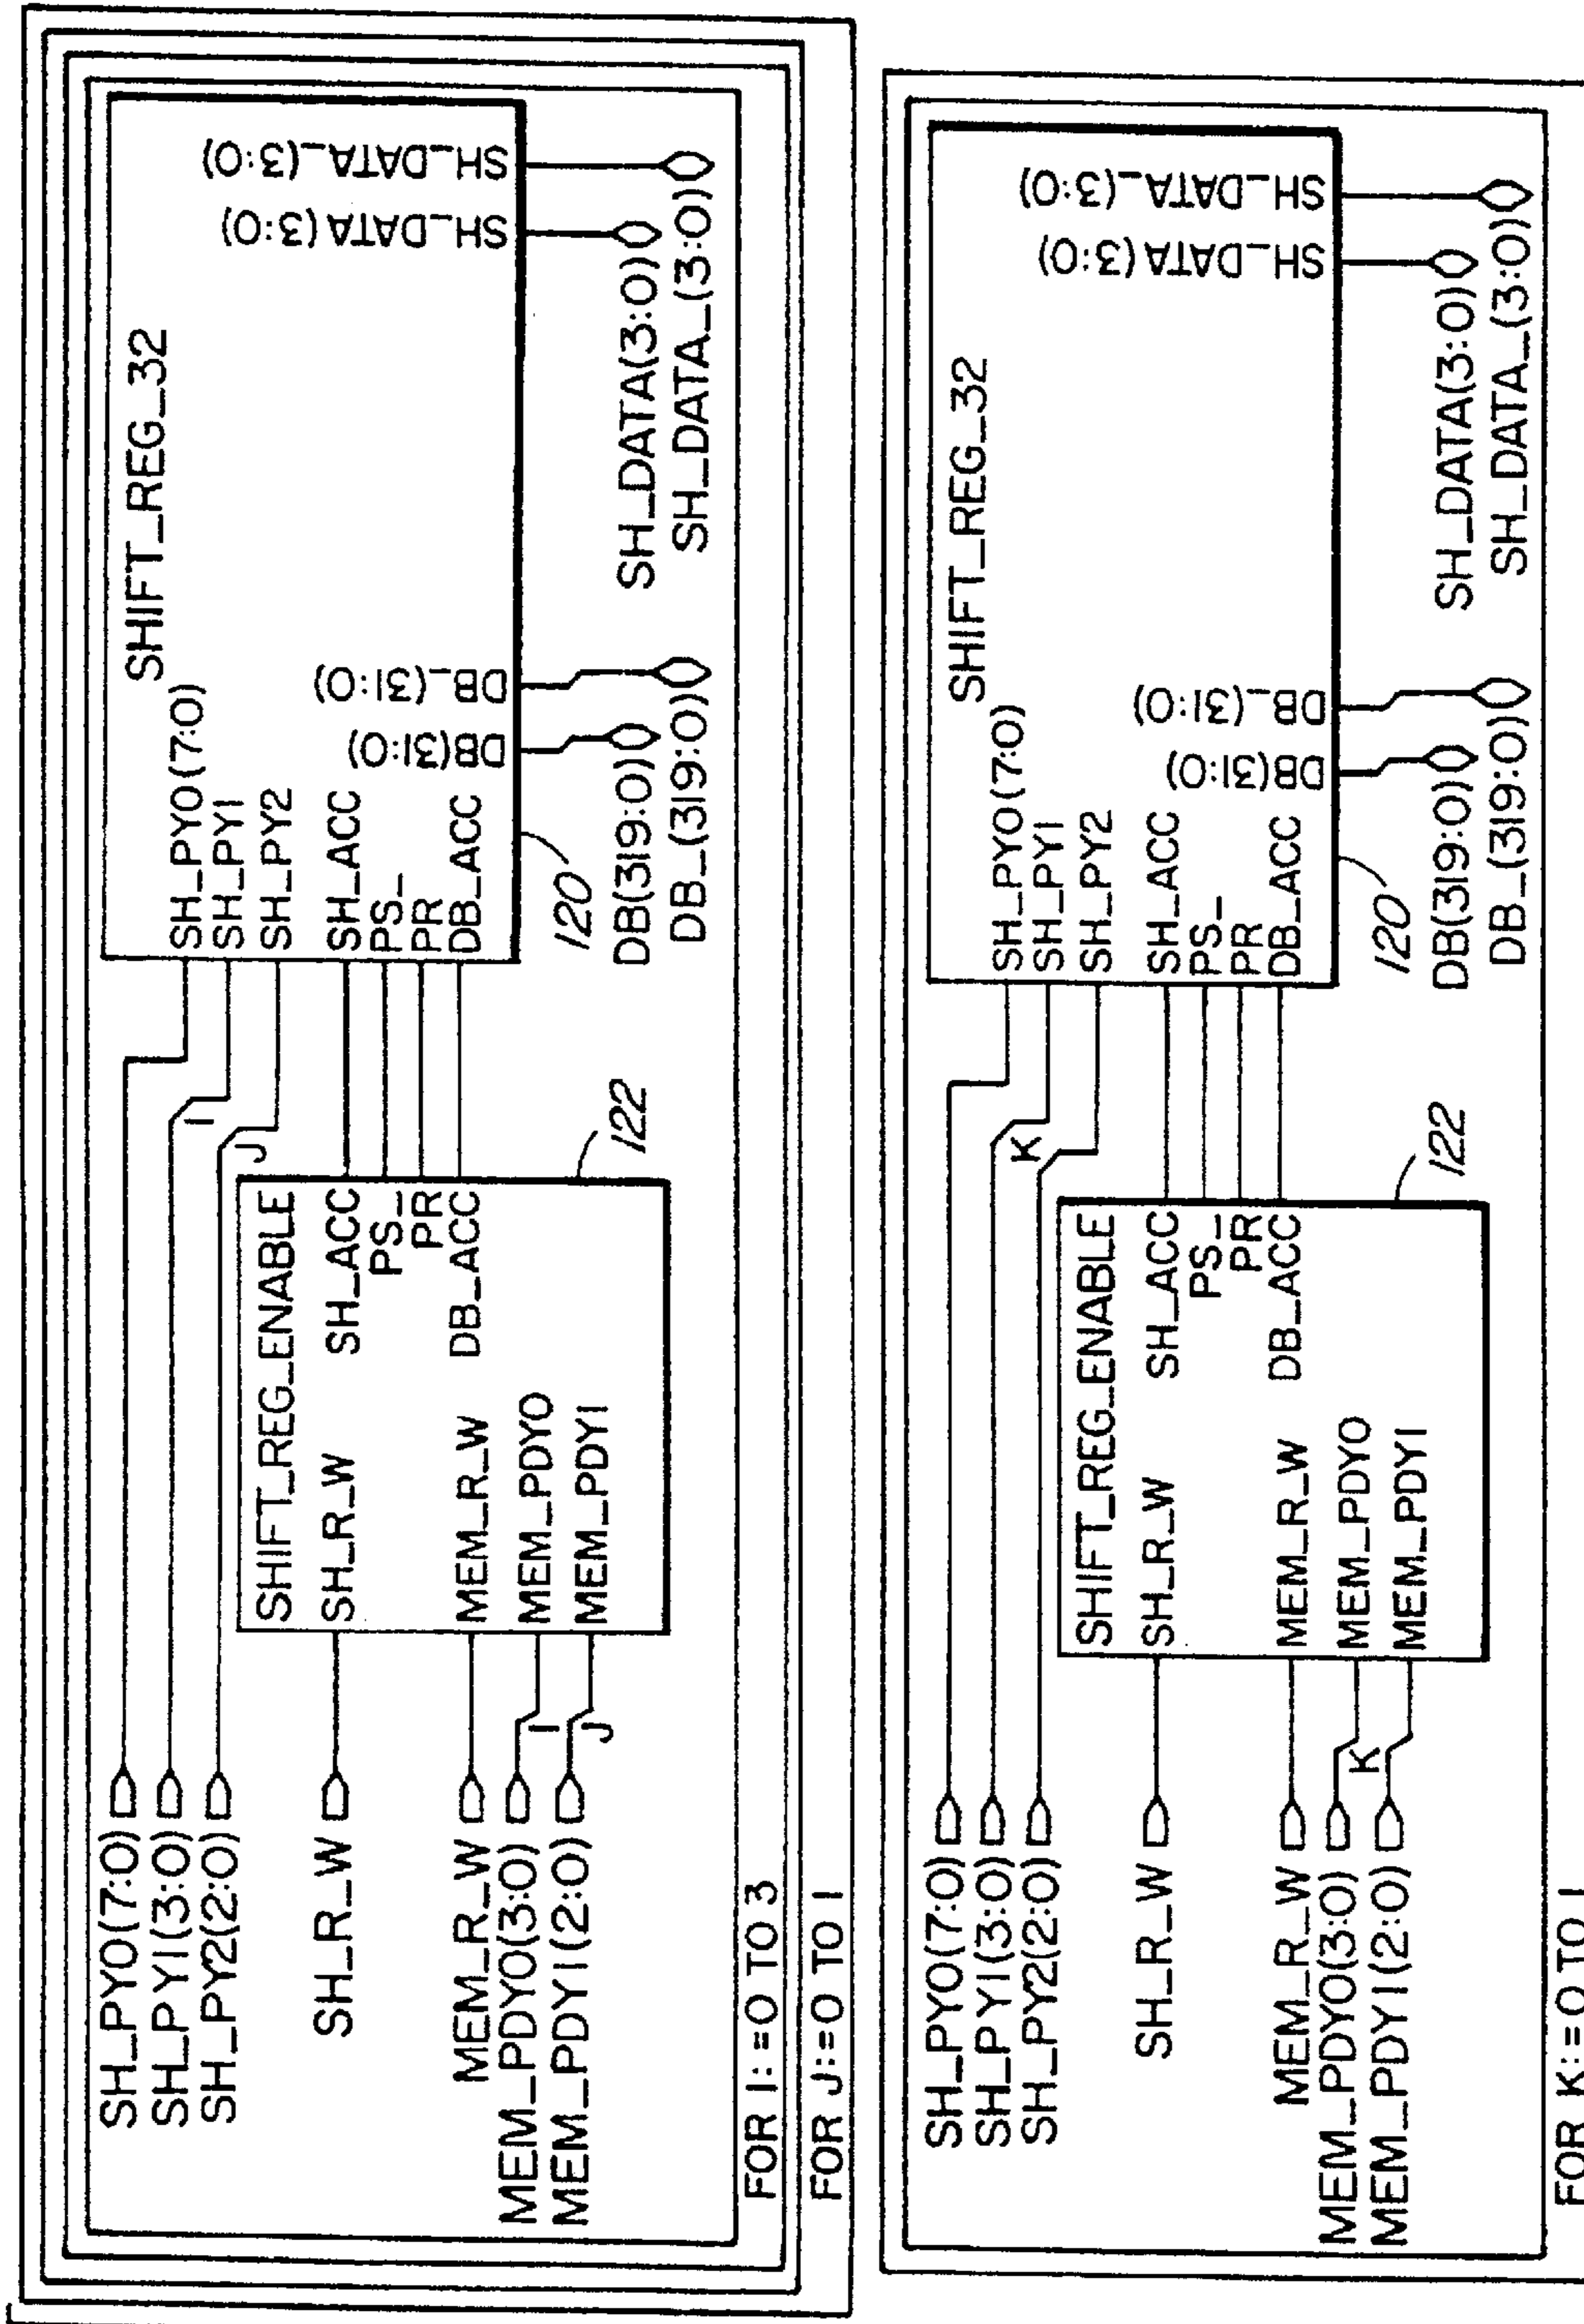 SH_PY0(7:0)
SH_PY1(3:0)
SH_PY2(2:0)
SH_R_W
MEM_R_W
MEM_PDY0(3:0)
MEM_PDY1(2:0)
I
J
SHIFT_REG_ENABLE
SH_R_W
MEM_R_W
MEM_PDY0
MEM_PDY1
SH_ACC
PS_
PR
DB_ACC
122
I
J
SHIFT_REG_32
SH_PY0(7:0)
SH_PY1
SH_PY2
SH_ACC
PS_
PR
DB_ACC
DB(31:0)
DB_(31:0)
SH_DATA(3:0)
SH_DATA_(3:0)
120
DB(319:0)
DB_(319:0)
SH_DATA(3:0)
SH_DATA_(3:0)
FOR I:=0 TO 3
FOR J:=0 TO 1
SH_PY0(7:0)
SH_PY1(3:0)
SH_PY2(2:0)
SH_R_W
MEM_R_W
MEM_PDY0(3:0)
MEM_PDY1(2:0)
K
SHIFT_REG_ENABLE
SH_R_W
MEM_R_W
MEM_PDY0
MEM_PDY1
SH_ACC
PS_
PR
DB_ACC
122
K
SHIFT_REG_32
SH_PY0(7:0)
SH_PY1
SH_PY2
SH_ACC
PS_
PR
DB_ACC
DB(31:0)
DB_(31:0)
SH_DATA(3:0)
SH_DATA_(3:0)
120
DB(319:0)
DB_(319:0)
SH_DATA(3:0)
SH_DATA_(3:0)
FOR K:=0 TO 1